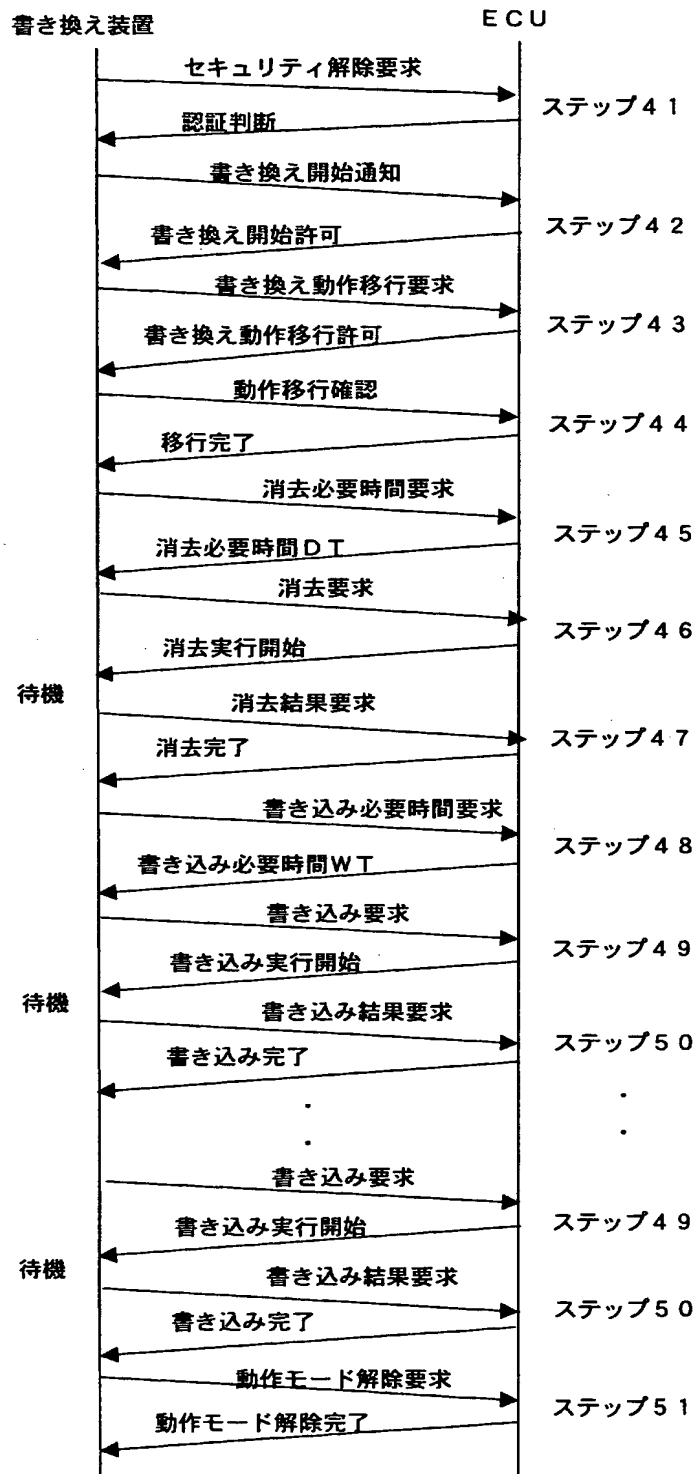 書き換え装置
ECU
セキュリティ解除要求
ステップ41
認証判断
書き換え開始通知
ステップ42
書き換え開始許可
書き換え動作移行要求
ステップ43
書き換え動作移行許可
動作移行確認
ステップ44
移行完了
消去必要時間要求
ステップ45
消去必要時間DT
消去要求
ステップ46
消去実行開始
待機
消去結果要求
ステップ47
消去完了
書き込み必要時間要求
ステップ48
書き込み必要時間WT
書き込み要求
ステップ49
書き込み実行開始
待機
書き込み結果要求
ステップ50
書き込み完了
書き込み要求
ステップ49
書き込み実行開始
待機
書き込み結果要求
ステップ50
書き込み完了
動作モード解除要求
ステップ51
動作モード解除完了